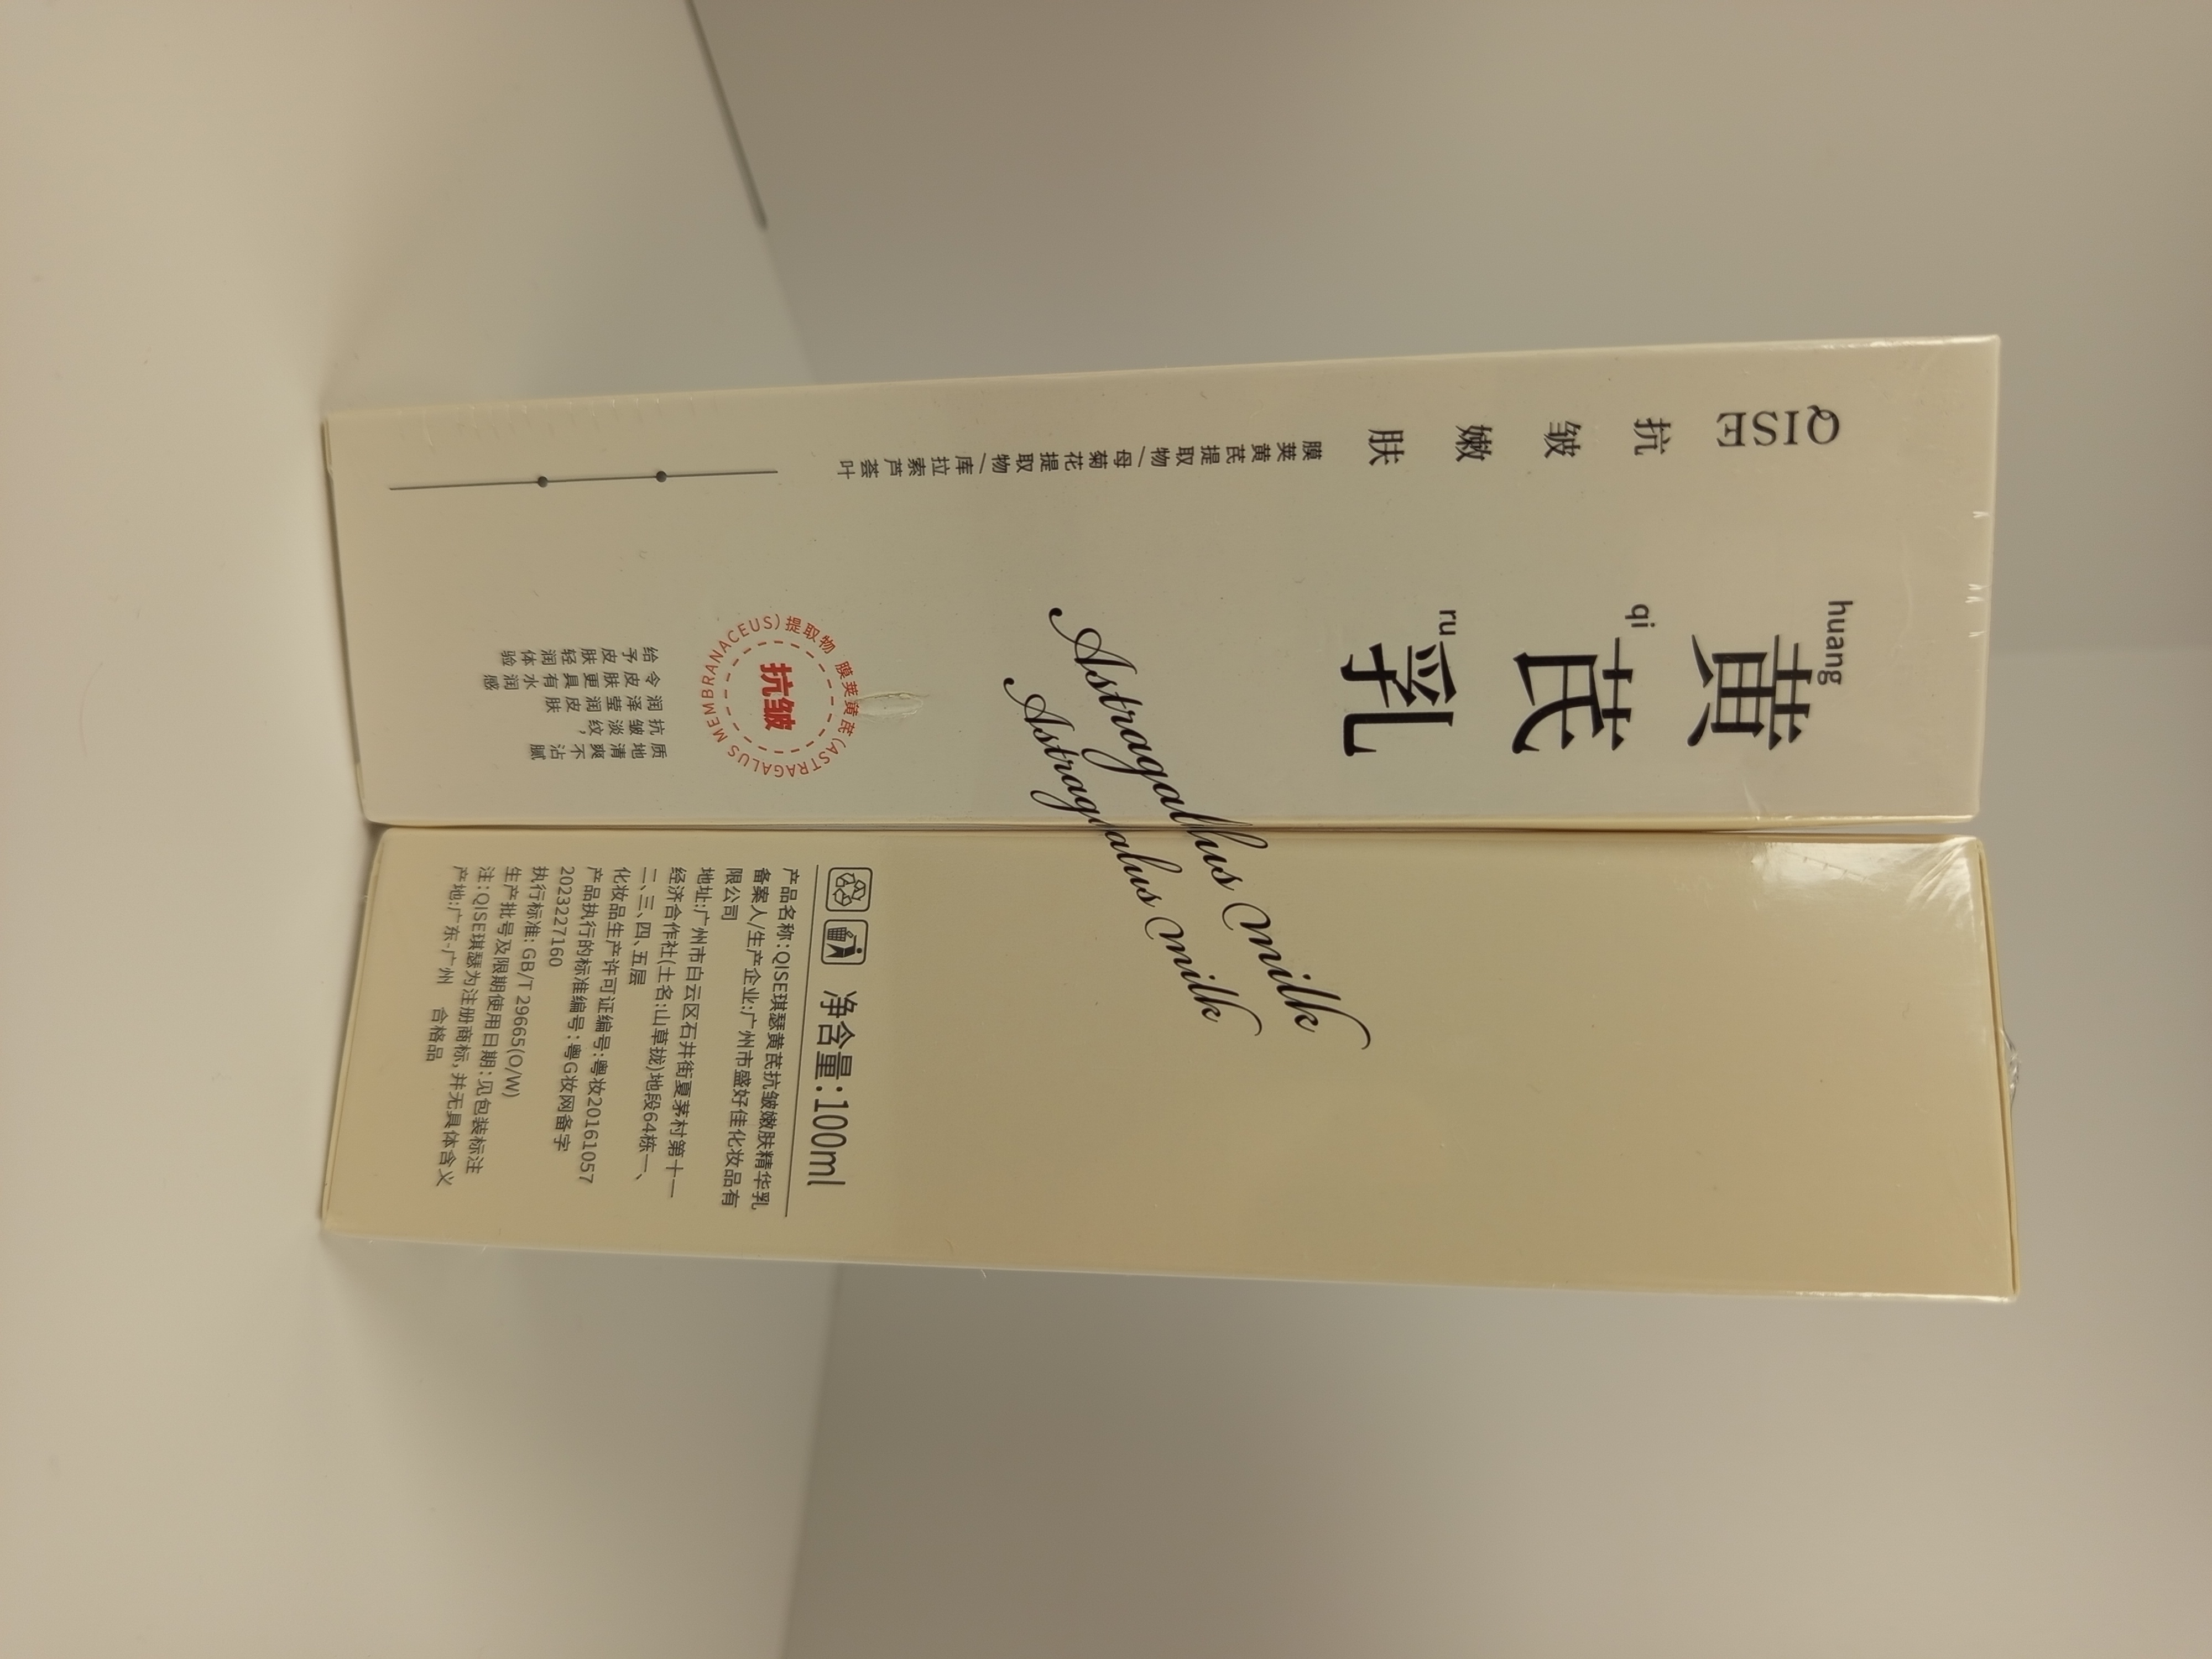 QISE 抗皱嫩肤
膜荚黄芪提取物/母菊花提取物/库拉索芦荟叶
huang
黄
qi
芪
ru
乳
Astragallus milk
Astragaalus milk
膜荚黄芪(ASTRAGALUS MEMBRANACEUS)提取物
抗皱
质地清爽不沾腻
抗皱淡纹，
润泽莹润皮肤
令皮肤更具有水润感
给予皮肤轻润体验
净含量:100ml
产品名称:QISE琪瑟黄芪抗皱嫩肤精华乳
备案人/生产企业:广州市盛好佳化妆品有
限公司
地址:广州市白云区石井街夏茅村第十一
经济合作社(土名:山草拢)地段64栋一、
二、三、四、五层
化妆品生产许可证编号:粤妆20161057
产品执行的标准编号:粤G妆网备字
2023227160
执行标准: GB/T 29665(O/W)
生产批号及限期使用日期:见包装标注
注:QISE琪瑟为注册商标,并无具体含义
产地:广东-广州 合格品